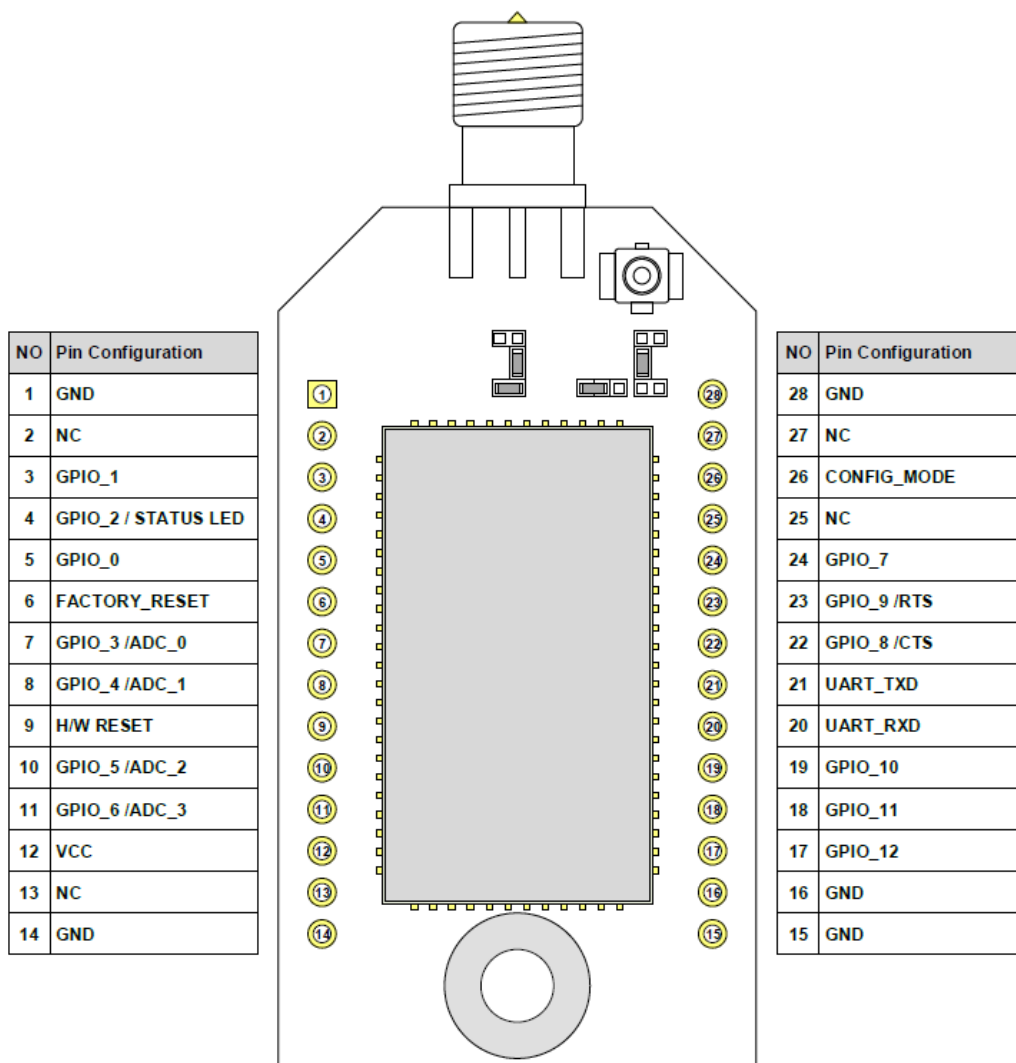 NO Pin Configuration
1 GND
2 NC
3 GPIO_1
4 GPIO_2 / STATUS LED
5 GPIO_0
6 FACTORY_RESET
7 GPIO_3 /ADC_0
8 GPIO_4 /ADC_1
9 H/W RESET
10 GPIO_5 /ADC_2
11 GPIO_6 /ADC_3
12 VCC
13 NC
14 GND
1
2
3
4
5
6
7
8
9
10
11
12
13
14
28
27
26
25
24
23
22
21
20
19
18
17
16
15
NO Pin Configuration
28 GND
27 NC
26 CONFIG_MODE
25 NC
24 GPIO_7
23 GPIO_9 /RTS
22 GPIO_8 /CTS
21 UART_TXD
20 UART_RXD
19 GPIO_10
18 GPIO_11
17 GPIO_12
16 GND
15 GND